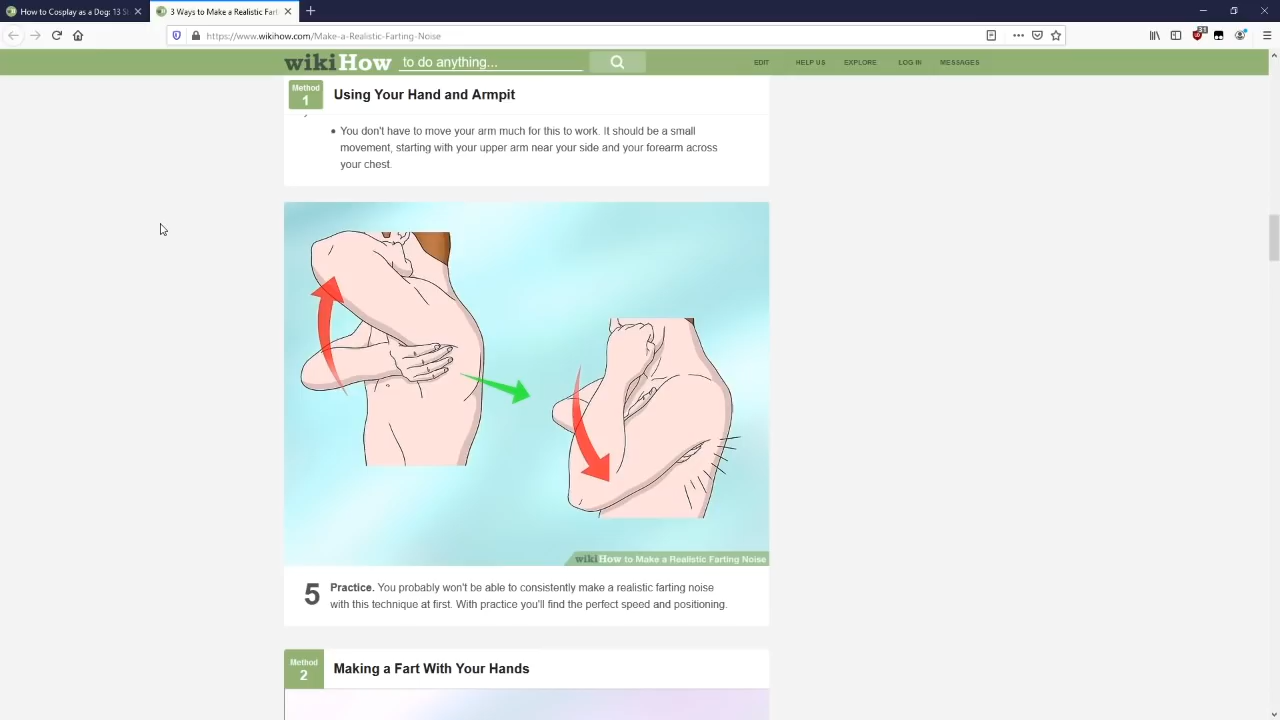 How to Cosplay as a Dog: 13 S
3 Ways to Make a Realistic Fart
https://www.wikihow.com/Make-a-Realistic-Farting-Noise
wikiHow to do anything...
EDIT HELP US EXPLORE LOG IN MESSAGES
Method
1
Using Your Hand and Armpit
You don't have to move your arm much for this to work. It should be a small
movement, starting with your upper arm near your side and your forearm across
your chest.
wikiHow to Make a Realistic Farting Noise
5 Practice. You probably won't be able to consistently make a realistic farting noise
with this technique at first. With practice you'll find the perfect speed and positioning.
Method
2
Making a Fart With Your Hands